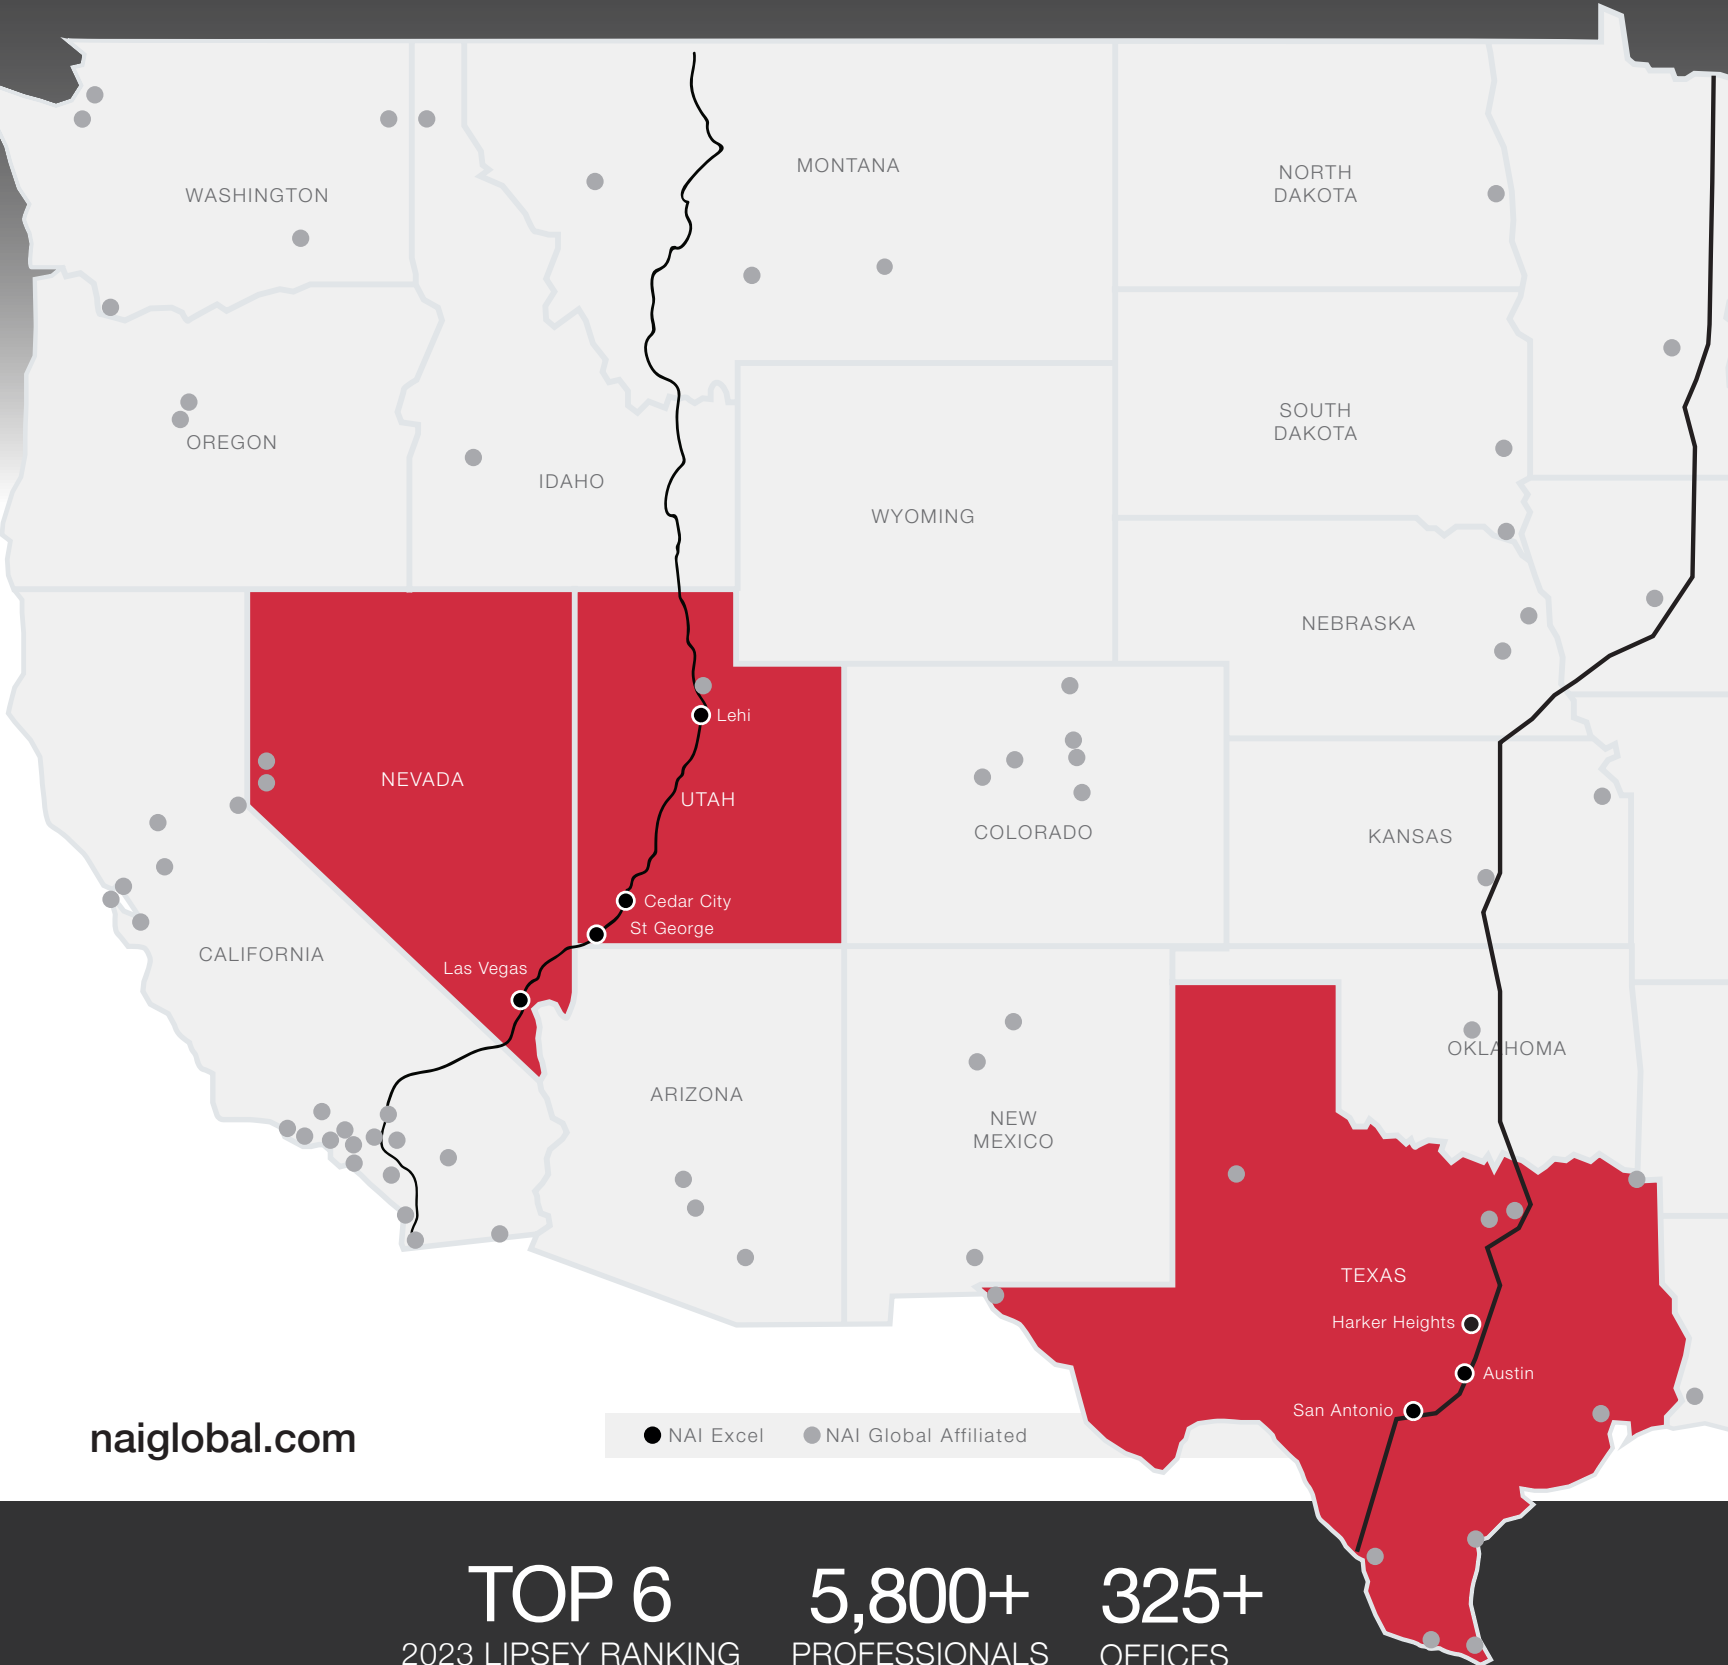 MONTANA
NORTH
DAKOTA
WASHINGTON
SOUTH
DAKOTA
OREGON
IDAHO
WYOMING
NEBRASKA
Lehi
NEVADA
UTAH
COLORADO
KANSAS
Cedar City
St George
CALIFORNIA
Las Vegas
OKLAHOMA
ARIZONA
NEW
MEXICO
TEXAS
Harker Heights
Austin
San Antonio
naiglobal.com
NAI Excel
NAI Global Affiliated
TOP 6
2023 LIPSEY RANKING
5,800+
PROFESSIONALS
325+
OFFICES